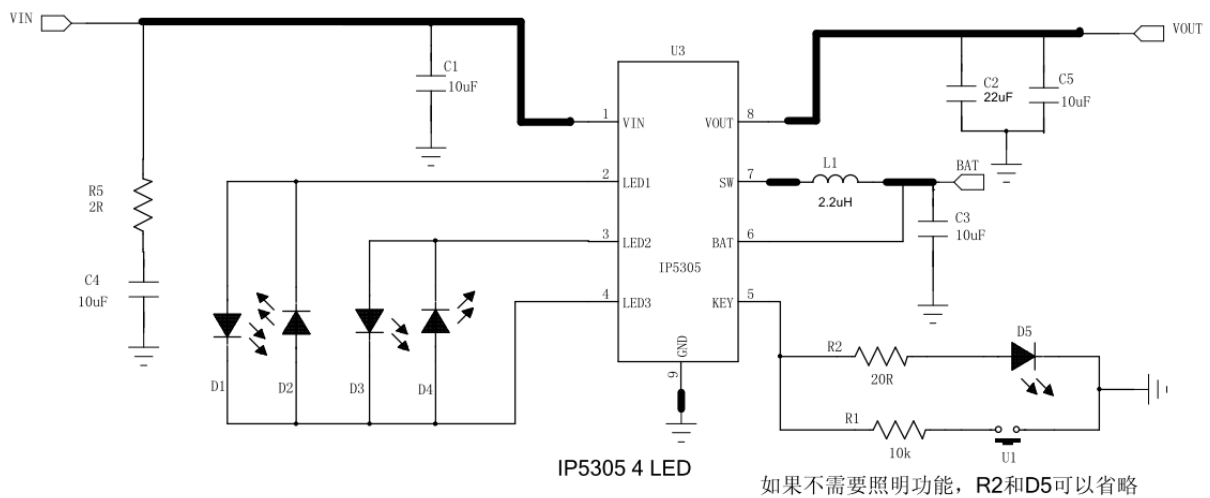 VIN
VOUT
U3
C1
10uF
C2
22uF
C5
10uF
1
VIN
VOUT
8
R5
2R
2
LED1
SW
7
L1
2.2uH
BAT
3
LED2
BAT
6
C3
10uF
IP5305
C4
10uF
4
LED3
KEY
5
GND
9
R2
20R
D5
D1
D2
D3
D4
R1
10k
U1
IP5305 4 LED
如果不需要照明功能，R2和D5可以省略